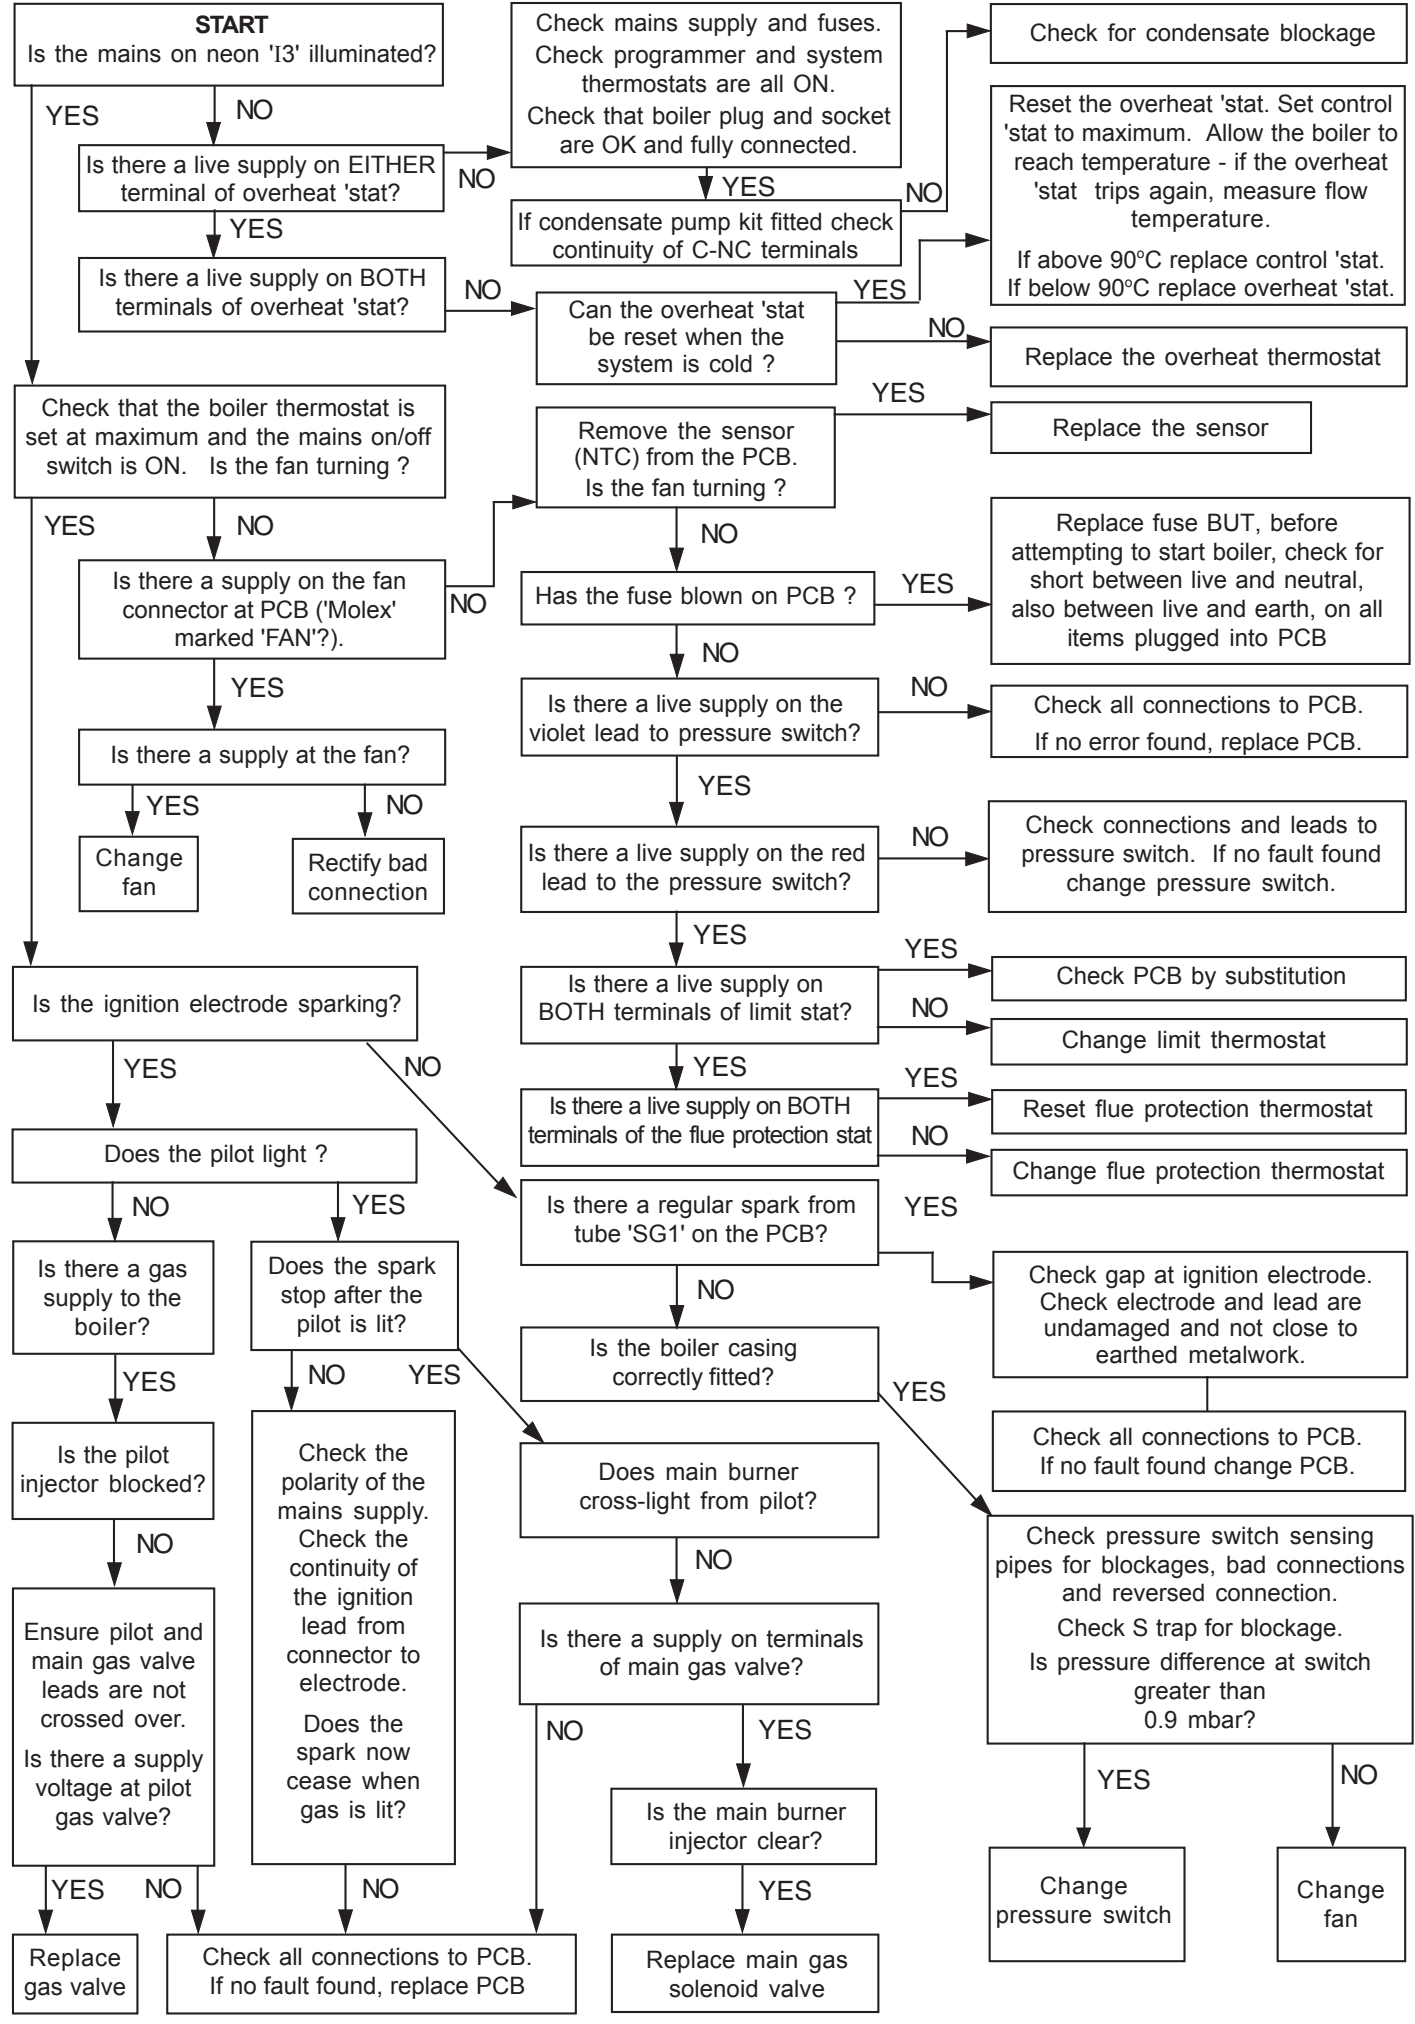 START
Is the mains on neon 'I3' illuminated?
YES
NO
Is there a live supply on EITHER
terminal of overheat 'stat?
NO
YES
Check mains supply and fuses.
Check programmer and system
thermostats are all ON.
Check that boiler plug and socket
are OK and fully connected.
YES
If condensate pump kit fitted check
continuity of C-NC terminals
NO
Check for condensate blockage
Is there a live supply on BOTH
terminals of overheat 'stat?
NO
Can the overheat 'stat
be reset when the
system is cold ?
YES
Reset the overheat 'stat. Set control
'stat to maximum. Allow the boiler to
reach temperature - if the overheat
'stat trips again, measure flow
temperature.
If above 90°C replace control 'stat.
If below 90°C replace overheat 'stat.
NO
Replace the overheat thermostat
Check that the boiler thermostat is
set at maximum and the mains on/off
switch is ON. Is the fan turning ?
YES
NO
Is there a supply on the fan
connector at PCB ('Molex'
marked 'FAN'?).
NO
YES
Is there a supply at the fan?
YES
NO
Change
fan
Rectify bad
connection
Remove the sensor
(NTC) from the PCB.
Is the fan turning ?
YES
Replace the sensor
NO
Has the fuse blown on PCB ?
YES
Replace fuse BUT, before
attempting to start boiler, check for
short between live and neutral,
also between live and earth, on all
items plugged into PCB
NO
Is there a live supply on the
violet lead to pressure switch?
NO
Check all connections to PCB.
If no error found, replace PCB.
YES
Is there a live supply on the red
lead to the pressure switch?
NO
Check connections and leads to
pressure switch. If no fault found
change pressure switch.
YES
Is there a live supply on
BOTH terminals of limit stat?
YES
Check PCB by substitution
NO
Change limit thermostat
YES
Is there a live supply on BOTH
terminals of the flue protection stat
YES
Reset flue protection thermostat
NO
Change flue protection thermostat
Is the ignition electrode sparking?
YES
NO
Does the pilot light ?
NO
YES
Is there a gas
supply to the
boiler?
YES
Is the pilot
injector blocked?
NO
Ensure pilot and
main gas valve
leads are not
crossed over.
Is there a supply
voltage at pilot
gas valve?
YES
NO
Replace
gas valve
Does the spark
stop after the
pilot is lit?
NO
YES
Check the
polarity of the
mains supply.
Check the
continuity of
the ignition
lead from
connector to
electrode.
Does the
spark now
cease when
gas is lit?
NO
Check all connections to PCB.
If no fault found, replace PCB
Is there a regular spark from
tube 'SG1' on the PCB?
YES
Check gap at ignition electrode.
Check electrode and lead are
undamaged and not close to
earthed metalwork.
Check all connections to PCB.
If no fault found change PCB.
NO
Is the boiler casing
correctly fitted?
YES
Check pressure switch sensing
pipes for blockages, bad connections
and reversed connection.
Check S trap for blockage.
Is pressure difference at switch
greater than
0.9 mbar?
YES
NO
Change
pressure switch
Change
fan
Does main burner
cross-light from pilot?
NO
Is there a supply on terminals
of main gas valve?
NO
YES
Is the main burner
injector clear?
YES
Replace main gas
solenoid valve